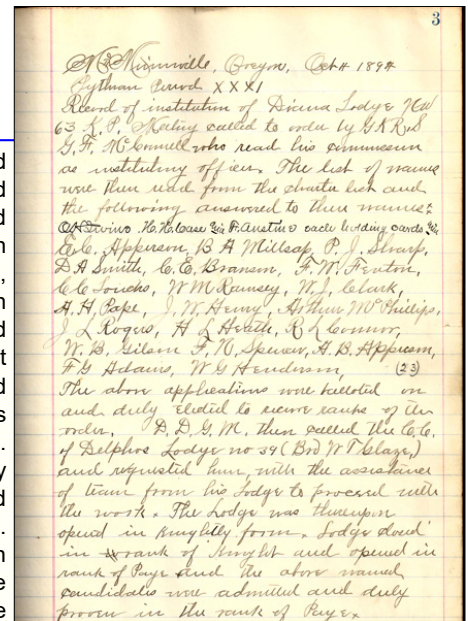 3
McMinnville, Oregon, Oct 4 1894
Pythian Period XXXI
Record of institution of Diana Lodge No
63 K.P. Meeting called to order by G K R & S
G. F. McConnell who read his commission
as instituting officer. The list of names
were then read from the charter list and
the following answered to their names:
H. H. Case F. Austin each holding cards
E. C. Apperson, B A Millsap, P. J. Sharp,
D A Smith, C. E. Branson, F. W. Fenton,
C C W M Ramsey, W. J. Clark,
A. A. Pape, J. W. Henry, Arthur McPhillips,
J L Rogers, H L Heath, R L Connor,
W. B. Gilson F. N. Spencer, A. B. Apperson,
F G Adams, W G Henderson, (23)
The above applications were balloted on
and duly elected to receive ranks of the
order. D. D. G. M. then called the C. C.
of Delphos Lodge no 39 (Bro W T Glaze,)
and requested him, with the assistance
of team from his Lodge to proceed with
the work. The Lodge was thereupon
opened in Knightly form. Lodge closed
in rank of Knight and opened in
rank of Page and the above named
candidates were admitted and duly
proven in the rank of Page.